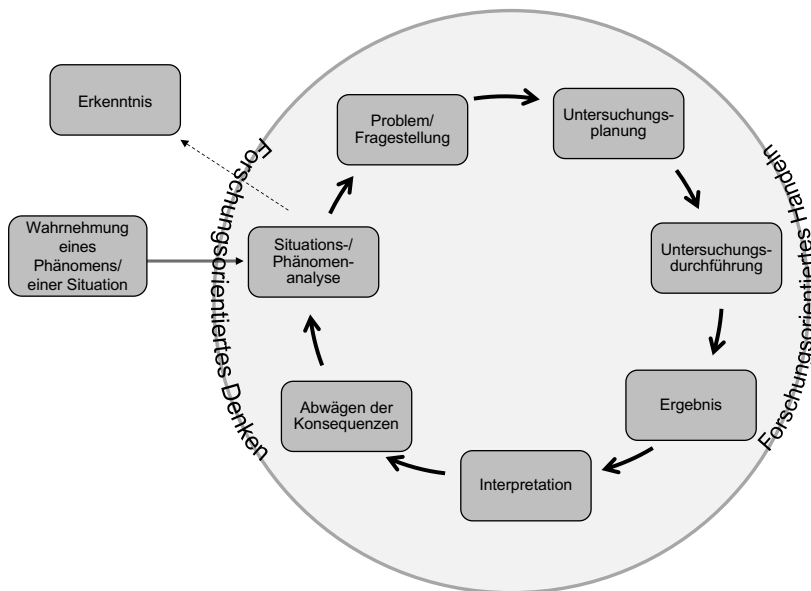 Erkenntnis
Wahrnehmung
eines
Phänomens/
einer Situation
Forschungsorientiertes Denken
Situations-/
Phänomen-
analyse
Problem/
Fragestellung
Untersuchungs-
planung
Untersuchungs-
durchführung
Ergebnis
Interpretation
Abwägen der
Konsequenzen
Forschungsorientiertes Handeln